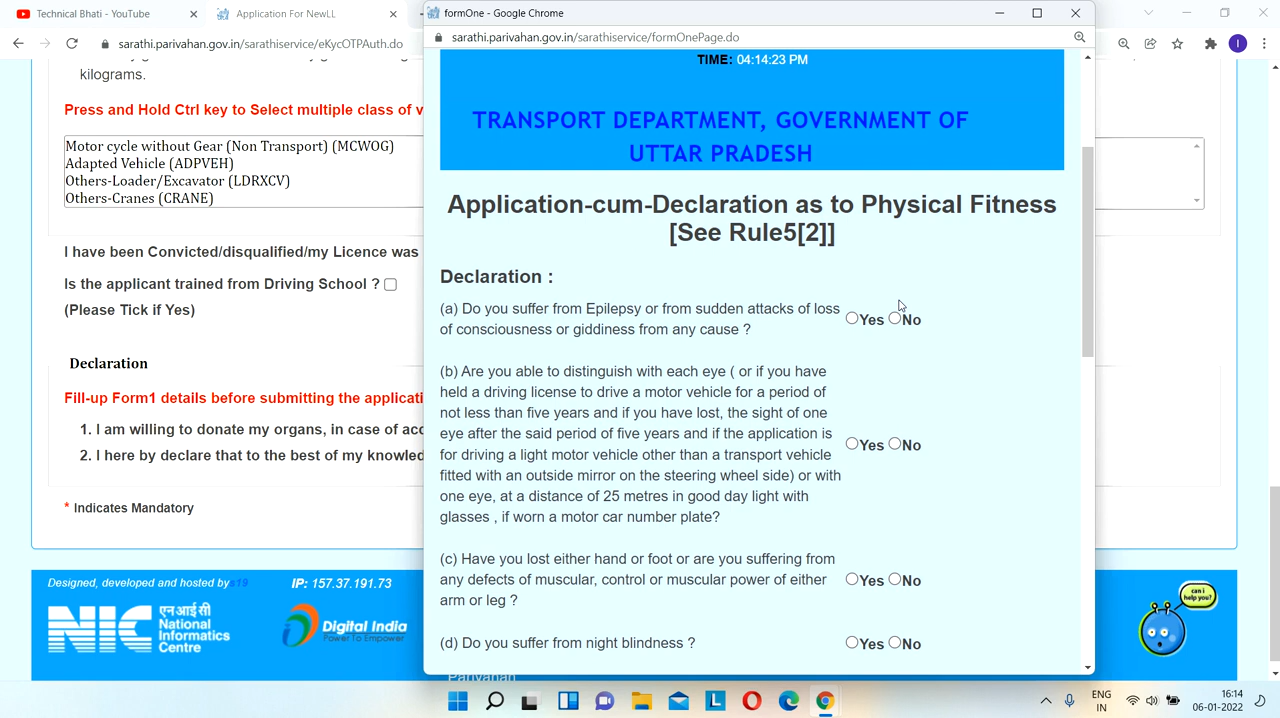 Technical Bhati - YouTube
Application For NewLL
formOne - Google Chrome
sarathi.parivahan.gov.in/sarathiservice/eKycOTPAuth.do
sarathi.parivahan.gov.in/sarathiservice/formOnePage.do
I
kilograms.
Press and Hold Ctrl key to Select multiple class of v
Motor cycle without Gear (Non Transport) (MCWOG)
Adapted Vehicle (ADPVEH)
Others-Loader/Excavator (LDRXCV)
Others-Cranes (CRANE)
I have been Convicted/disqualified/my Licence was
Is the applicant trained from Driving School ?
(Please Tick if Yes)
Declaration
Fill-up Form1 details before submitting the applicati
1. I am willing to donate my organs, in case of acc
2. I here by declare that to the best of my knowled
* Indicates Mandatory
TIME: 04:14:23 PM
TRANSPORT DEPARTMENT, GOVERNMENT OF
UTTAR PRADESH
Application-cum-Declaration as to Physical Fitness
[See Rule5[2]]
Declaration :
(a) Do you suffer from Epilepsy or from sudden attacks of loss
of consciousness or giddiness from any cause ?
Yes No
(b) Are you able to distinguish with each eye ( or if you have
held a driving license to drive a motor vehicle for a period of
not less than five years and if you have lost, the sight of one
eye after the said period of five years and if the application is
for driving a light motor vehicle other than a transport vehicle
fitted with an outside mirror on the steering wheel side) or with
one eye, at a distance of 25 metres in good day light with
glasses , if worn a motor car number plate?
Yes No
(c) Have you lost either hand or foot or are you suffering from
any defects of muscular, control or muscular power of either
arm or leg ?
Yes No
(d) Do you suffer from night blindness ?
Yes No
Designed, developed and hosted by s19
IP: 157.37.191.73
NIC
एन आई सी
National
Informatics
Centre
Digital India
Power To Empower
can i
help you?
Parivahan
ENG
IN
16:14
06-01-2022